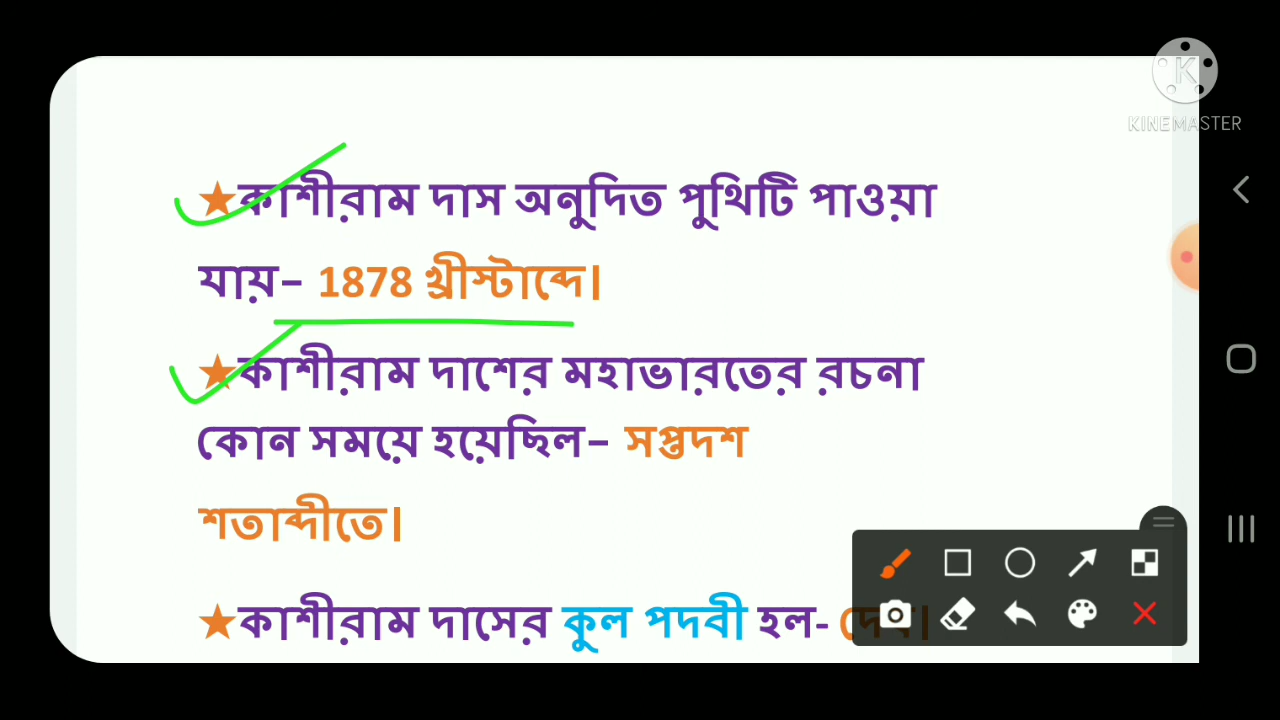 KINEMASTER
★কাশীরাম দাস অনুদিত পুথিটি পাওয়া
যায়– 1878 খ্রীস্টাব্দে।
★কাশীরাম দাশের মহাভারতের রচনা
কোন সময়ে হয়েছিল– সপ্তদশ
শতাব্দীতে।
★কাশীরাম দাসের কুল পদবী হল- দেব।